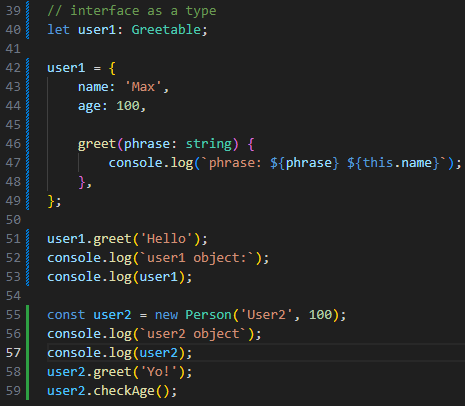 39 // interface as a type
40 let user1: Greetable;
41
42 user1 = {
43     name: 'Max',
44     age: 100,
45
46     greet(phrase: string) {
47         console.log(`phrase: ${phrase} ${this.name}`);
48     },
49 };
50
51 user1.greet('Hello');
52 console.log(`user1 object:`);
53 console.log(user1);
54
55 const user2 = new Person('User2', 100);
56 console.log(`user2 object`);
57 console.log(user2);
58 user2.greet('Yo!');
59 user2.checkAge();